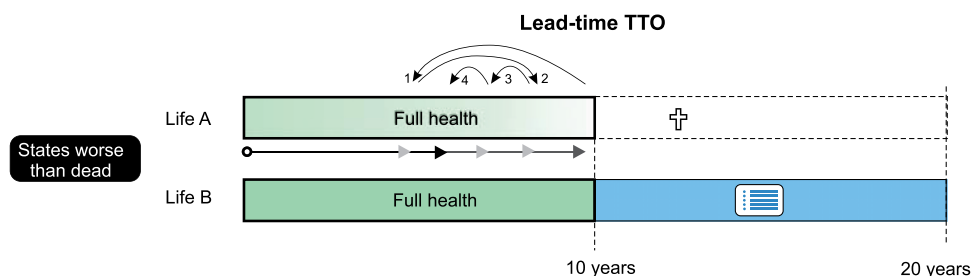 Lead-time TTO
1
4
3
2
Life A
Full health
States worse
than dead
Life B
Full health
10 years
20 years